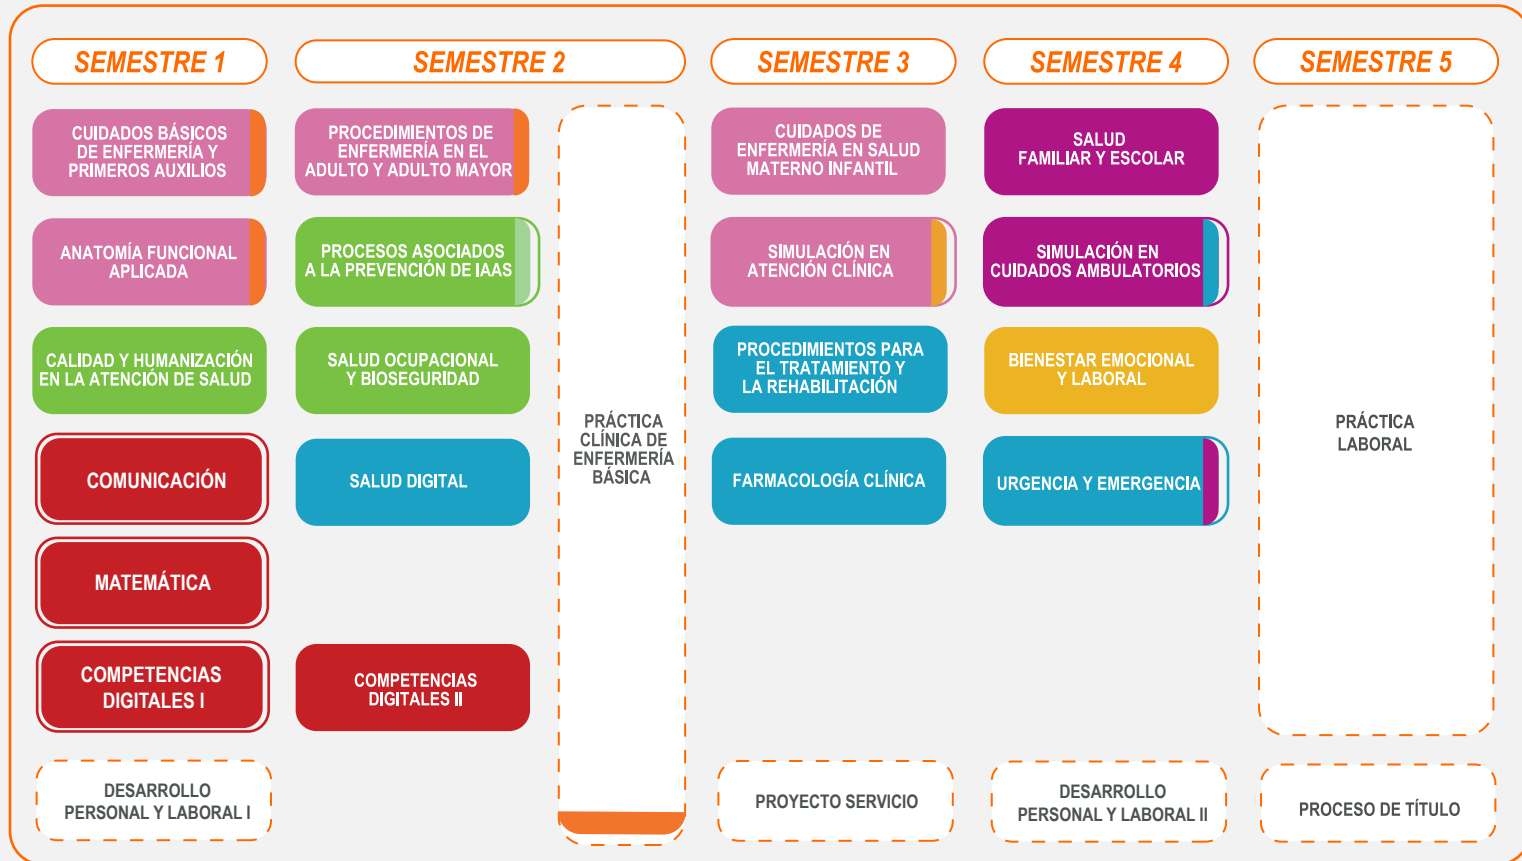 SEMESTRE 1
CUIDADOS BÁSICOS
DE ENFERMERÍA Y
PRIMEROS AUXILIOS
ANATOMÍA FUNCIONAL
APLICADA
CALIDAD Y HUMANIZACIÓN
EN LA ATENCIÓN DE SALUD
COMUNICACIÓN
MATEMÁTICA
COMPETENCIAS
DIGITALES I
DESARROLLO
PERSONAL Y LABORAL I
SEMESTRE 2
PROCEDIMIENTOS DE
ENFERMERÍA EN EL
ADULTO Y ADULTO MAYOR
PROCESOS ASOCIADOS
A LA PREVENCIÓN DE IAAS
SALUD OCUPACIONAL
Y BIOSEGURIDAD
SALUD DIGITAL
COMPETENCIAS
DIGITALES II
PRÁCTICA
CLÍNICA DE
ENFERMERÍA
BÁSICA
SEMESTRE 3
CUIDADOS DE
ENFERMERÍA EN SALUD
MATERNO INFANTIL
SIMULACIÓN EN
ATENCIÓN CLÍNICA
PROCEDIMIENTOS PARA
EL TRATAMIENTO Y
LA REHABILITACIÓN
FARMACOLOGÍA CLÍNICA
PROYECTO SERVICIO
SEMESTRE 4
SALUD
FAMILIAR Y ESCOLAR
SIMULACIÓN EN
CUIDADOS AMBULATORIOS
BIENESTAR EMOCIONAL
Y LABORAL
URGENCIA Y EMERGENCIA
DESARROLLO
PERSONAL Y LABORAL II
SEMESTRE 5
PRÁCTICA
LABORAL
PROCESO DE TÍTULO